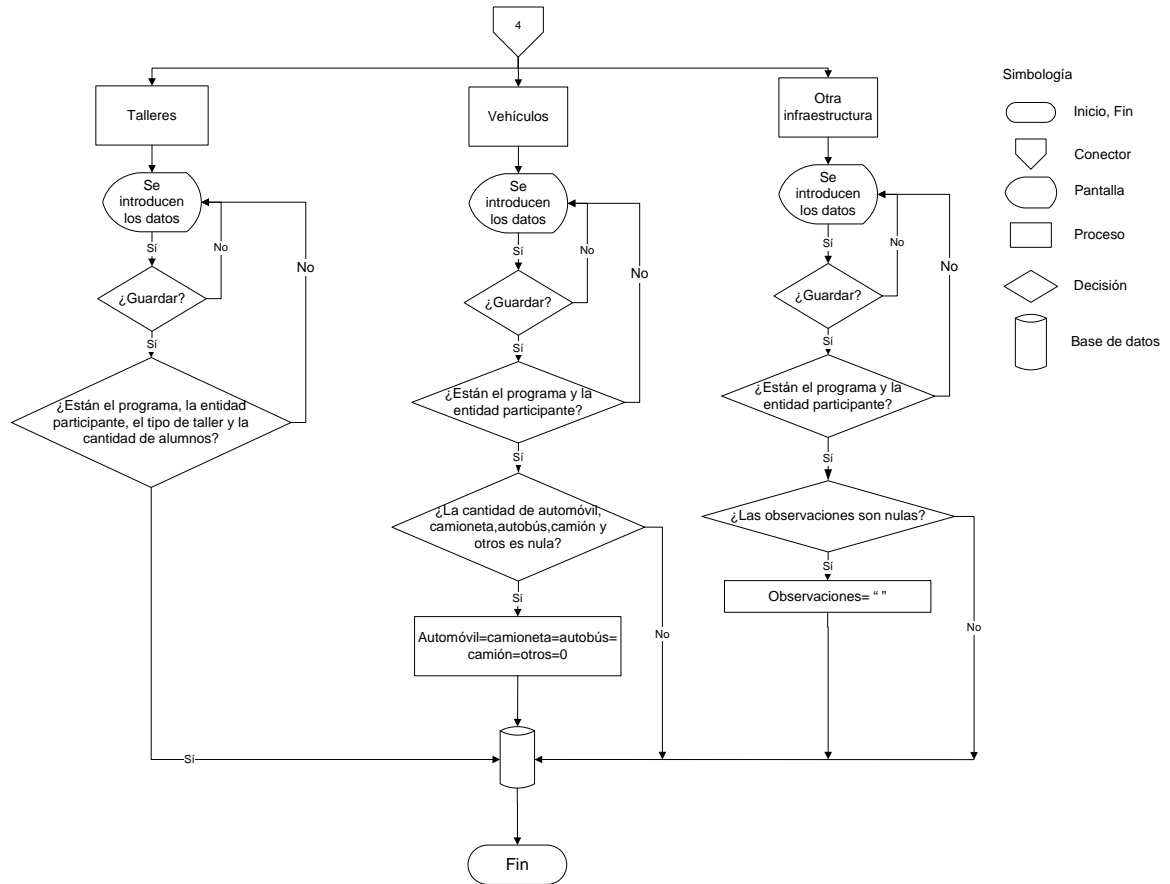 4
Talleres
Se
introducen
los datos
Sí
No
No
¿Guardar?
Sí
¿Están el programa, la entidad
participante, el tipo de taller y la
cantidad de alumnos?
Sí
Vehículos
Se
introducen
los datos
Sí
No
No
¿Guardar?
Sí
¿Están el programa y la
entidad participante?
Sí
¿La cantidad de automóvil,
camioneta,autobús,camión y
otros es nula?
Sí
No
Automóvil=camioneta=autobús=
camión=otros=0
Otra
infraestructura
Se
introducen
los datos
Sí
No
No
¿Guardar?
Sí
¿Están el programa y la
entidad participante?
Sí
¿Las observaciones son nulas?
Sí
No
Observaciones= “ ”
Fin
Simbología
Inicio, Fin
Conector
Pantalla
Proceso
Decisión
Base de datos